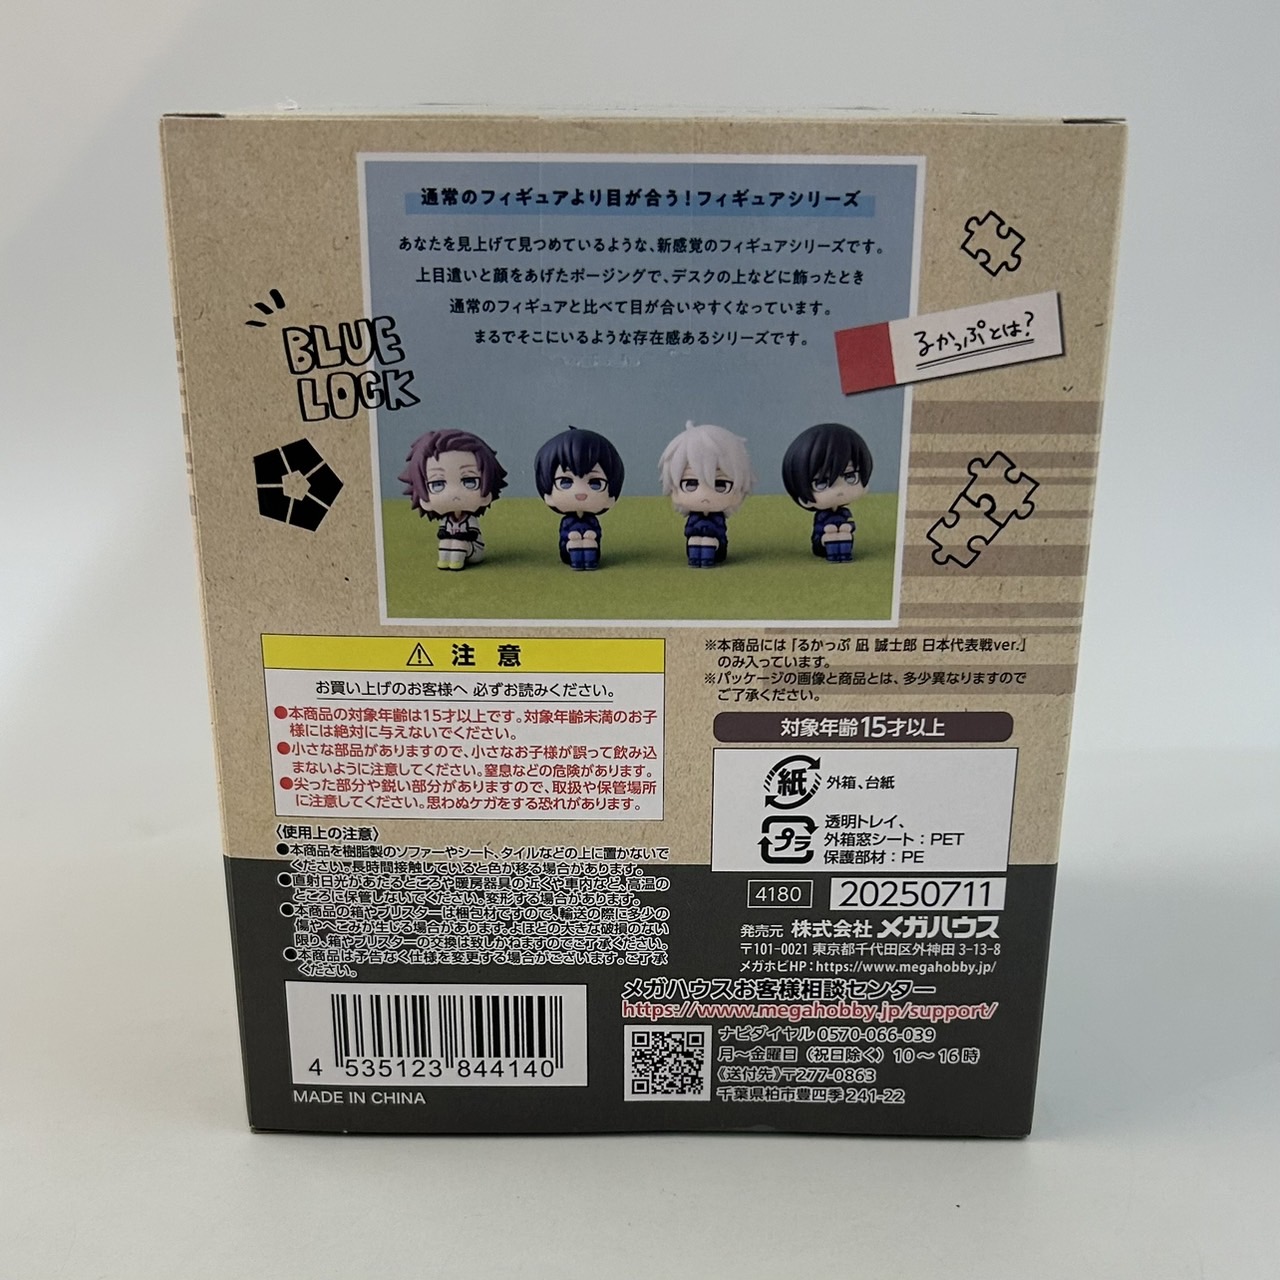 通常のフィギュアより目が合う！フィギュアシリーズ
あなたを見上げて見つめているような、新感覚のフィギュアシリーズです。
上目遣いと顔をあげたポージングで、デスクの上などに飾ったとき
通常のフィギュアと比べて目が合いやすくなっています。
まるでそこにいるような存在感あるシリーズです。
るかっぷとは？
BLUE
LOCK
⚠ 注意
お買い上げのお客様へ 必ずお読みください。
●本商品の対象年齢は15才以上です。対象年齢未満のお子
様には絶対に与えないでください。
●小さな部品がありますので、小さなお子様が誤って飲み込
まないように注意してください。窒息などの危険があります。
●尖った部分や鋭い部分がありますので、取扱や保管場所
に注意してください。思わぬケガをする恐れがあります。
〈使用上の注意〉
●本商品を樹脂製のソファーやシート、タイルなどの上に置かないで
ください。長時間接触していると色が移る場合があります。
●直射日光があたるところや暖房器具の近くや車内など、高温の
ところに保管しないでください。変形する場合があります。
●本商品の箱やブリスターは梱包材ですので、輸送の際に多少の
傷やへこみが生じる場合があります。よほどの大きな破損のない
限り、箱やブリスターの交換は致しかねますのでご了承ください。
●本商品は予告なく仕様を変更する場合がございます。ご了承
ください。
4 535123 844140
MADE IN CHINA
※本商品には「るかっぷ 凪 誠士郎 日本代表戦ver.」
のみ入っています。
※パッケージの画像と商品とは、多少異なりますので
ご了承ください。
対象年齢15才以上
紙 外箱、台紙
プラ 透明トレイ、
外箱窓シート：PET
保護部材：PE
4180 20250711
発売元 株式会社メガハウス
〒101-0021 東京都千代田区外神田 3-13-8
メガホビHP：https://www.megahobby.jp/
メガハウスお客様相談センター
https://www.megahobby.jp/support/
ナビダイヤル 0570-066-039
月～金曜日（祝日除く）10～16時
《送付先》〒277-0863
千葉県柏市豊四季 241-22